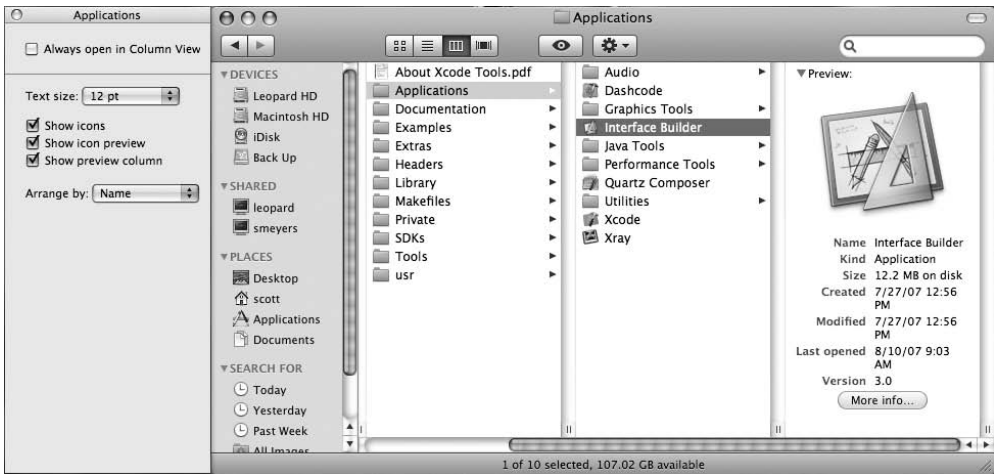 Applications
Always open in Column View
Text size: 12 pt
Show icons
Show icon preview
Show preview column
Arrange by: Name
Applications
DEVICES
Leopard HD
Macintosh HD
iDisk
Back Up
SHARED
leopard
smeyers
PLACES
Desktop
scott
Applications
Documents
SEARCH FOR
Today
Yesterday
Past Week
All Images
About Xcode Tools.pdf
Applications
Documentation
Examples
Extras
Headers
Library
Makefiles
Private
SDKs
Tools
usr
Audio
Dashcode
Graphics Tools
Interface Builder
Java Tools
Performance Tools
Quartz Composer
Utilities
Xcode
Xray
Preview:
Name Interface Builder
Kind Application
Size 12.2 MB on disk
Created 7/27/07 12:56
PM
Modified 7/27/07 12:56
PM
Last opened 8/10/07 9:03
AM
Version 3.0
More info...
1 of 10 selected, 107.02 GB available